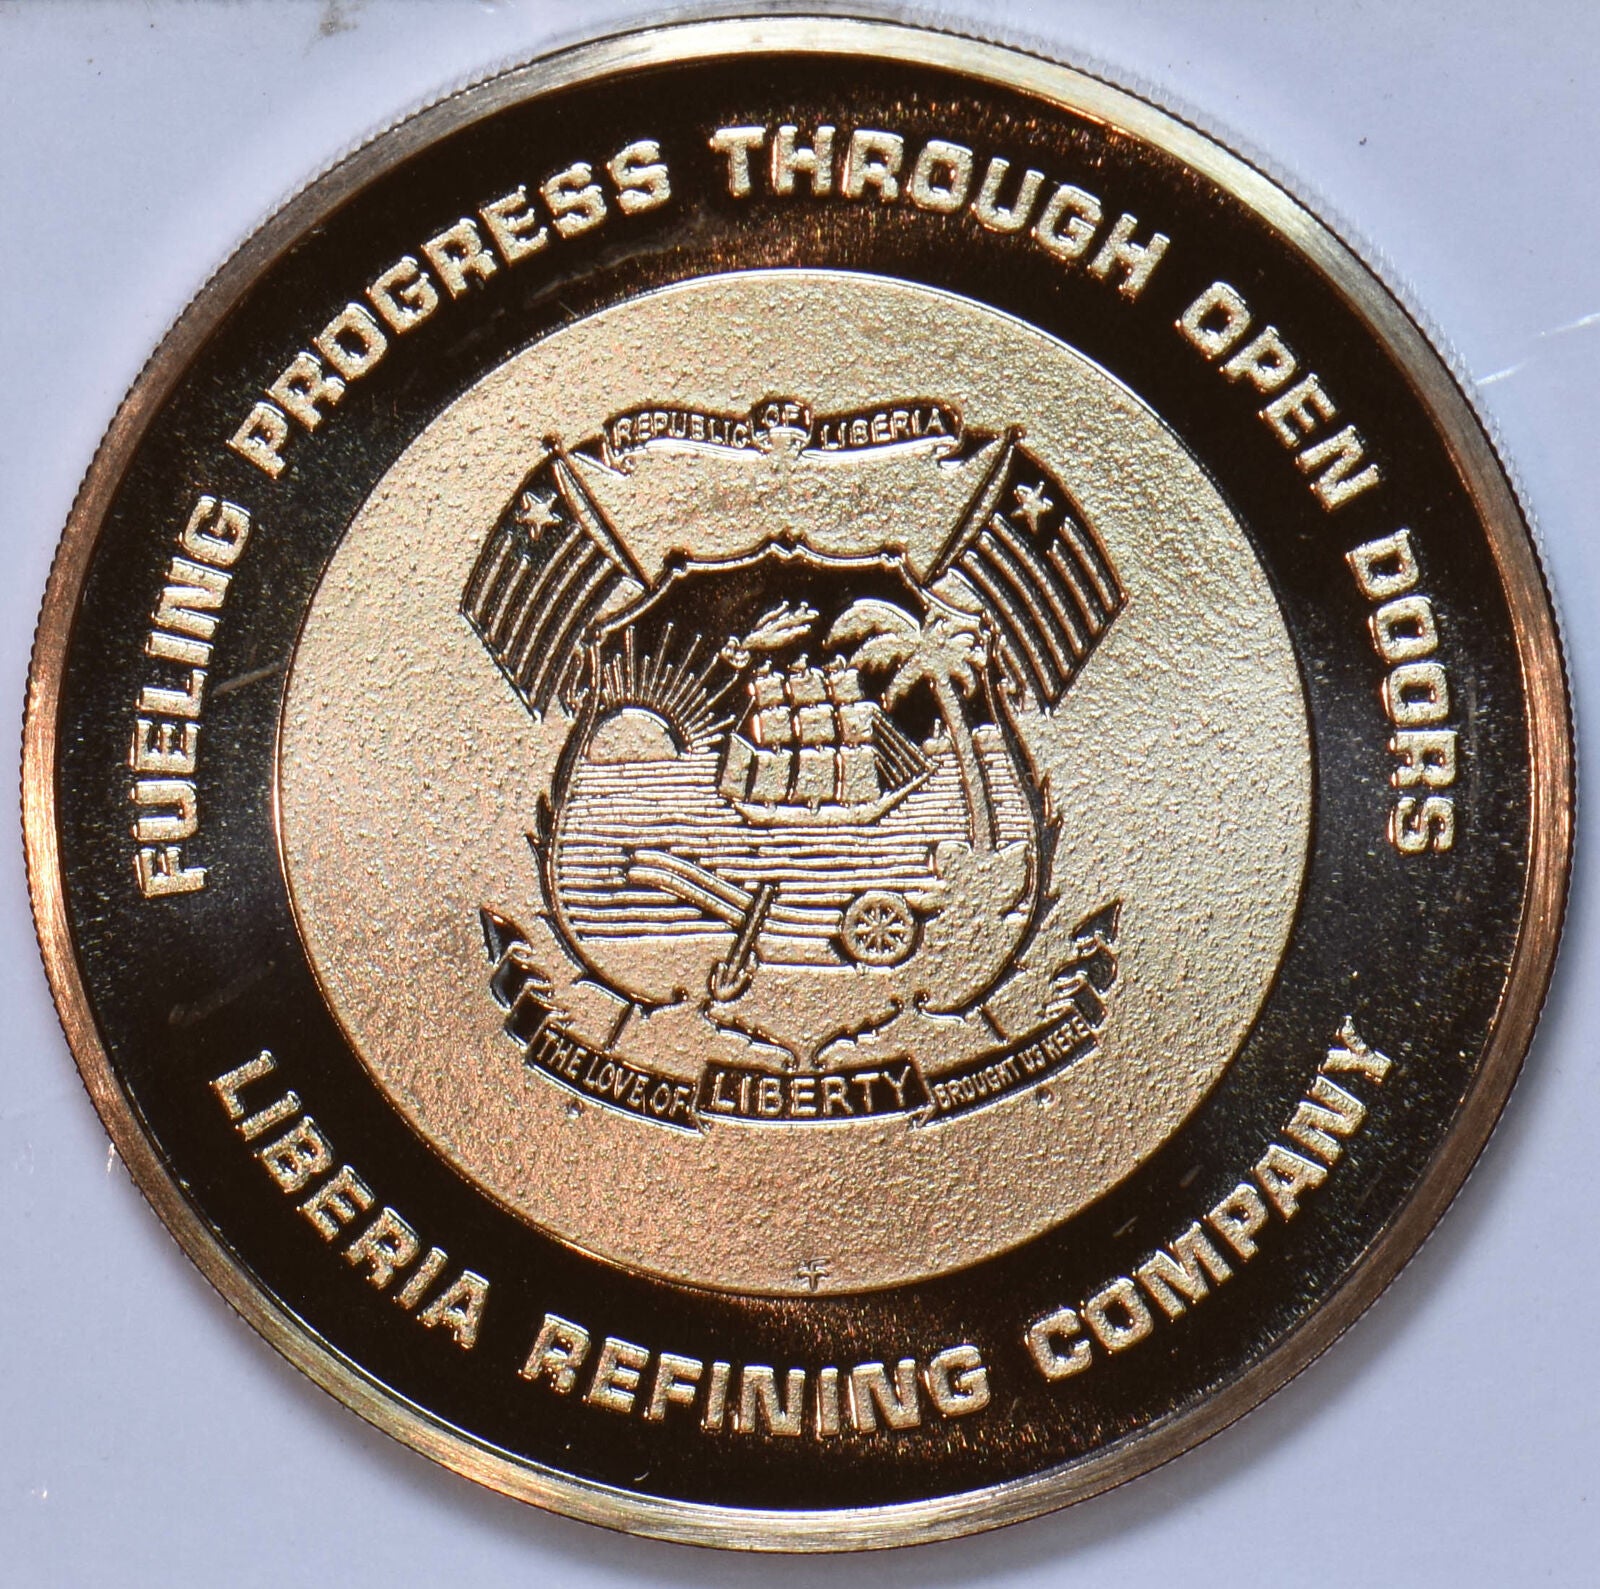 FUELING PROGRESS THROUGH OPEN DOORS
REPUBLIC OF LIBERIA
THE LOVE OF LIBERTY BROUGHT US HERE
LIBERIA REFINING COMPANY